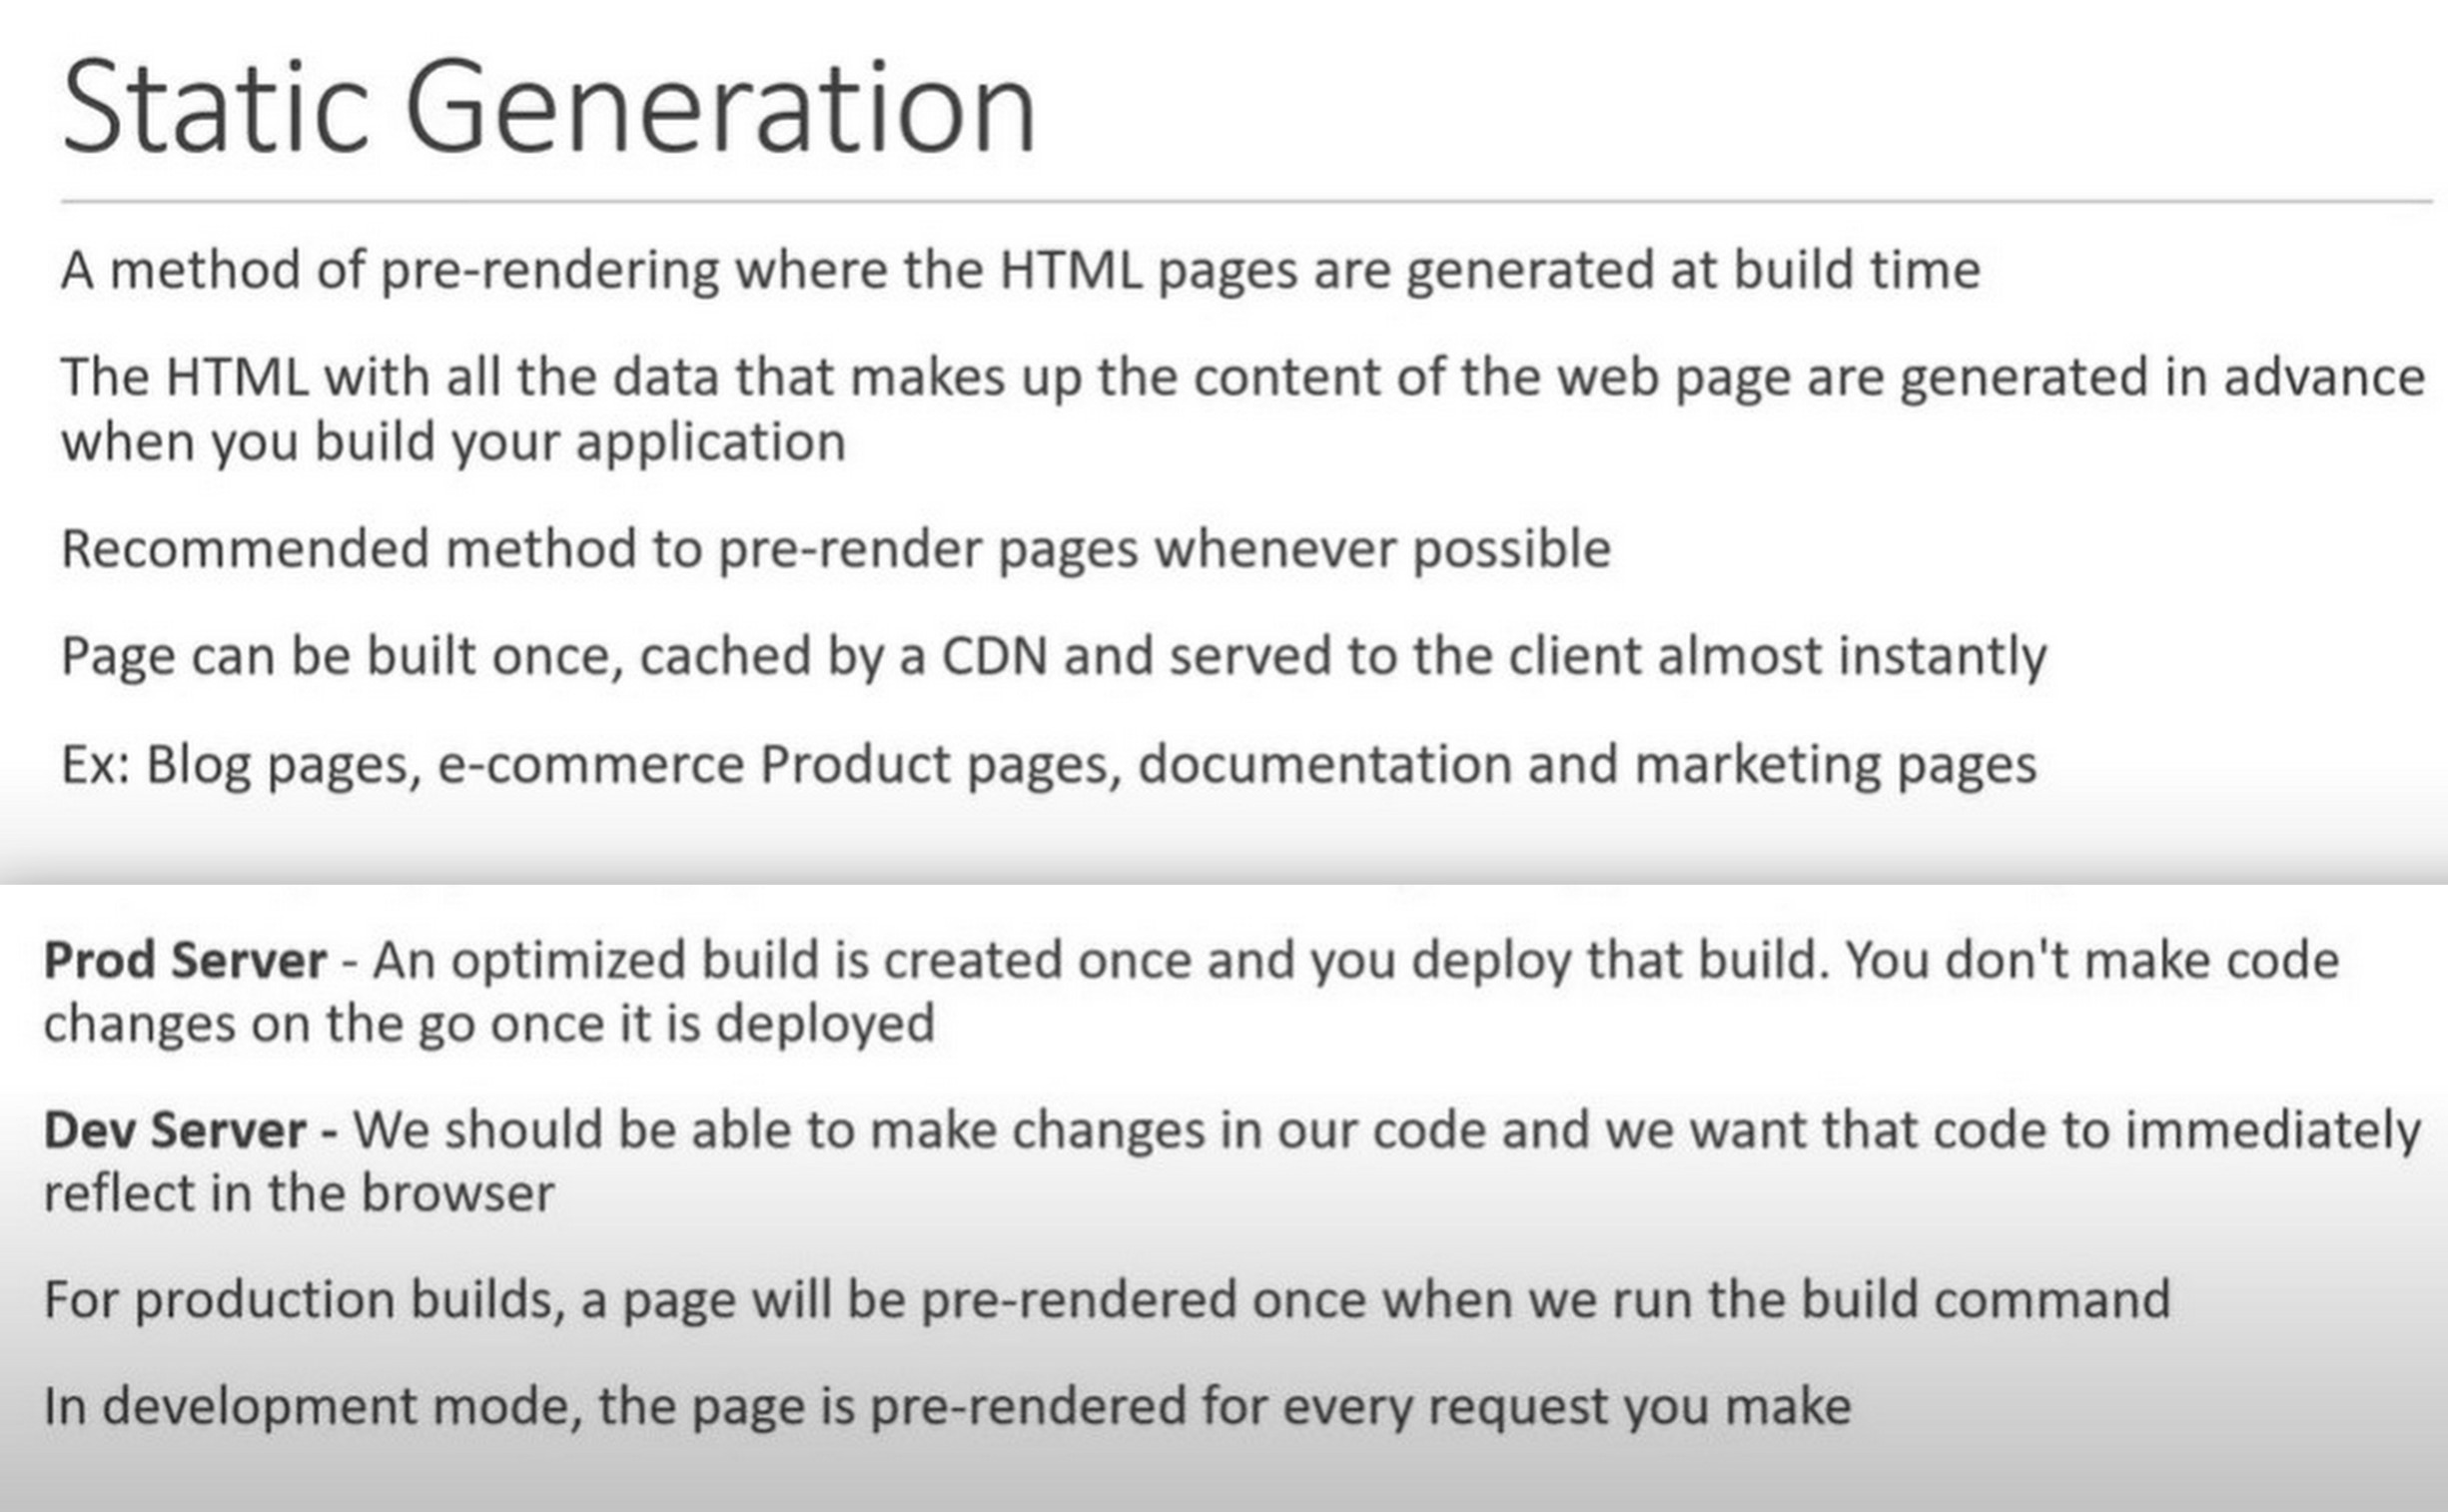 Static Generation
A method of pre-rendering where the HTML pages are generated at build time
The HTML with all the data that makes up the content of the web page are generated in advance
when you build your application
Recommended method to pre-render pages whenever possible
Page can be built once, cached by a CDN and served to the client almost instantly
Ex: Blog pages, e-commerce Product pages, documentation and marketing pages
Prod Server - An optimized build is created once and you deploy that build. You don't make code
changes on the go once it is deployed
Dev Server - We should be able to make changes in our code and we want that code to immediately
reflect in the browser
For production builds, a page will be pre-rendered once when we run the build command
In development mode, the page is pre-rendered for every request you make